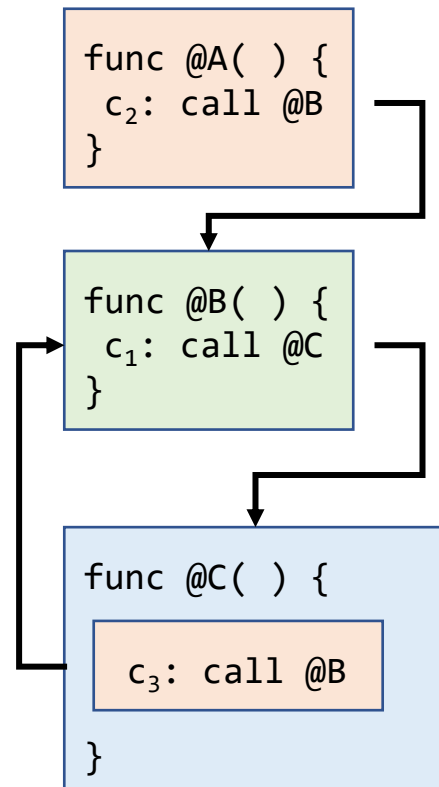 func @A( ) {
c₂: call @B
}
func @B( ) {
c₁: call @C
}
func @C( ) {
c₃: call @B
}